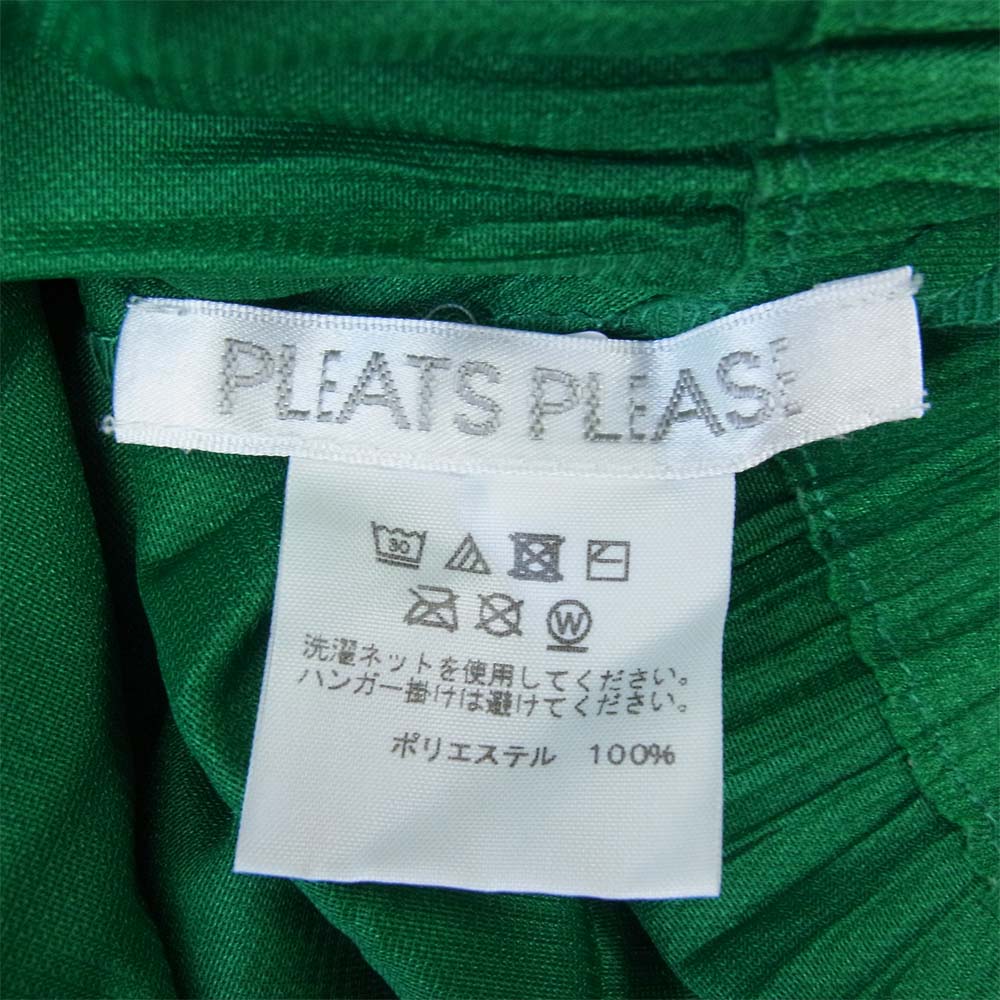 PLEATS PLEASE
30
W
洗濯ネットを使用してください。
ハンガー掛けは避けてください。
ポリエステル 100%